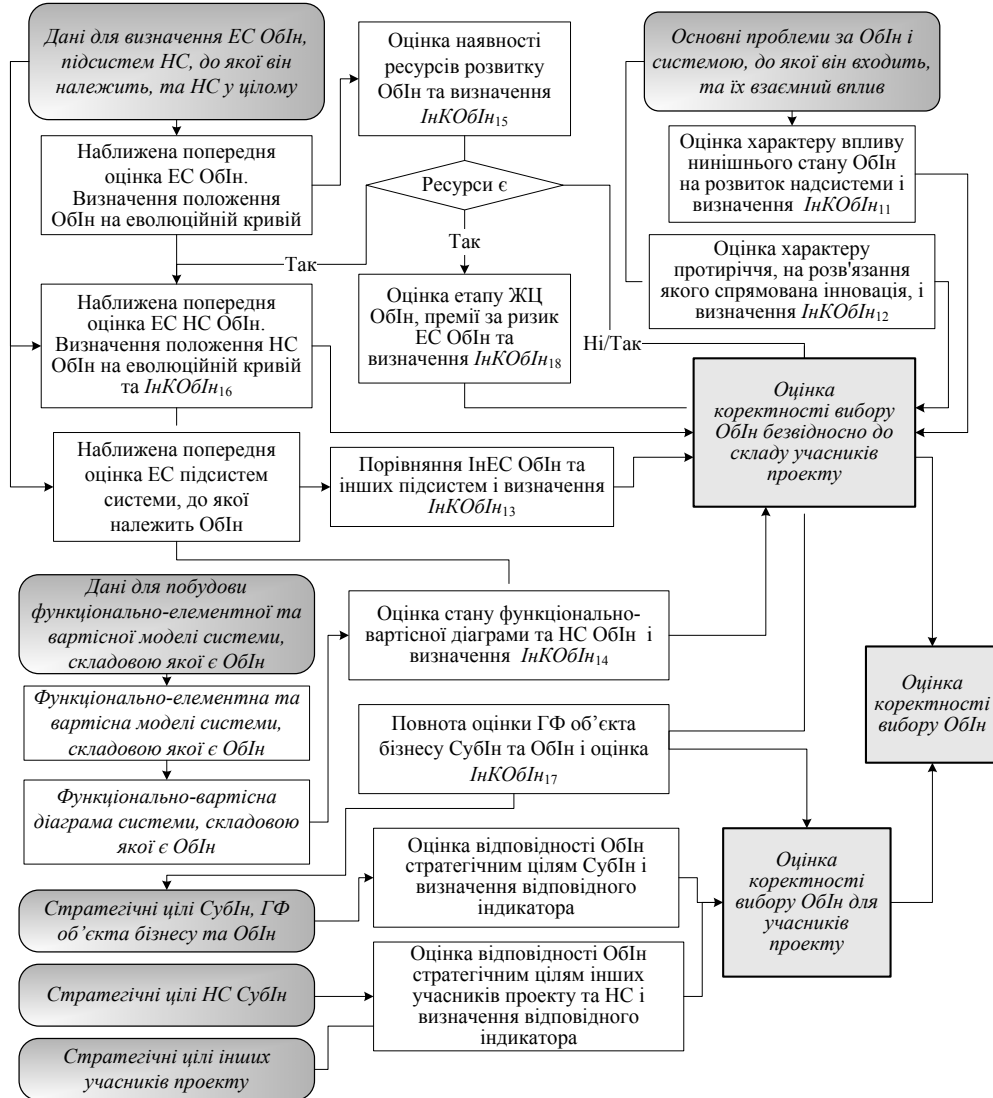 Дані для визначення ЕС ОбІн,
підсистем НС, до якої він
належить, та НС у цілому
Оцінка наявності
ресурсів розвитку
ОбІн та визначення
ІнКОбІн15
Основні проблеми за ОбІн і
системою, до якої він входить,
та їх взаємний вплив
Наближена попередня
оцінка ЕС ОбІн.
Визначення положення
ОбІн на еволюційній кривій
Ресурси є
Оцінка характеру впливу
нинішнього стану ОбІн
на розвиток надсистеми і
визначення ІнКОбІн11
Так
Так
Оцінка характеру
протиріччя, на розв'язання
якого спрямована інновація, і
визначення ІнКОбІн12
Наближена попередня
оцінка ЕС НС ОбІн.
Визначення положення НС
ОбІн на еволюційній кривій
та ІнКОбІн16
Оцінка етапу ЖЦ
ОбІн, премії за ризик
ЕС ОбІн та
визначення ІнКОбІн18
Ні/Так
Оцінка
коректності вибору
ОбІн безвідносно до
складу учасників
проекту
Наближена попередня
оцінка ЕС підсистем
системи, до якої
належить ОбІн
Порівняння ІнЕС ОбІн та
інших підсистем і визначення
ІнКОбІн13
Дані для побудови
функціонально-елементної та
вартісної моделі системи,
складовою якої є ОбІн
Оцінка стану функціонально-
вартісної діаграми та НС ОбІн і
визначення ІнКОбІн14
Функціонально-елементна та
вартісна моделі системи,
складовою якої є ОбІн
Повнота оцінки ГФ об’єкта
бізнесу СубІн та ОбІн і оцінка
ІнКОбІн17
Оцінка
коректності
вибору ОбІн
Функціонально-вартісна
діаграма системи, складовою
якої є ОбІн
Оцінка відповідності ОбІн
стратегічним цілям СубІн і
визначення відповідного
індикатора
Оцінка
коректності
вибору ОбІн для
учасників
проекту
Стратегічні цілі СубІн, ГФ
об’єкта бізнесу та ОбІн
Оцінка відповідності ОбІн
стратегічним цілям інших
учасників проекту та НС і
визначення відповідного
індикатора
Стратегічні цілі НС СубІн
Стратегічні цілі інших
учасників проекту